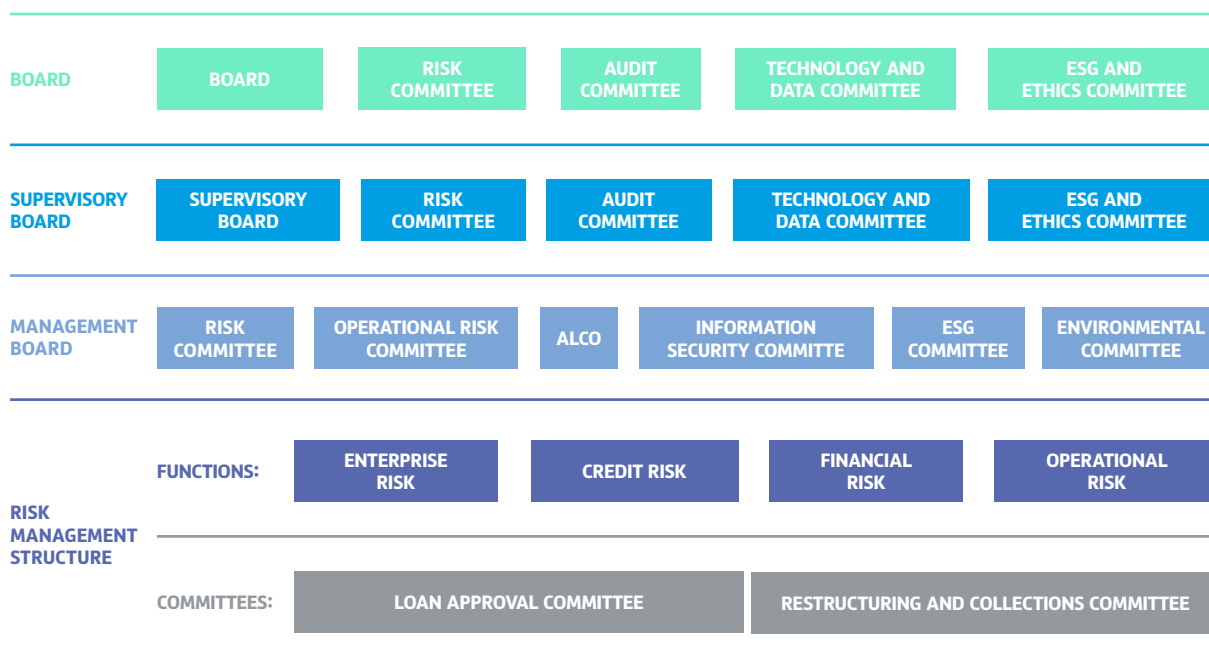 BOARD
BOARD
RISK
COMMITTEE
AUDIT
COMMITTEE
TECHNOLOGY AND
DATA COMMITTEE
ESG AND
ETHICS COMMITTEE
SUPERVISORY
BOARD
SUPERVISORY
BOARD
RISK
COMMITTEE
AUDIT
COMMITTEE
TECHNOLOGY AND
DATA COMMITTEE
ESG AND
ETHICS COMMITTEE
MANAGEMENT
BOARD
RISK
COMMITTEE
OPERATIONAL RISK
COMMITTEE
ALCO
INFORMATION
SECURITY COMMITTE
ESG
COMMITTEE
ENVIRONMENTAL
COMMITTEE
RISK
MANAGEMENT
STRUCTURE
FUNCTIONS:
ENTERPRISE
RISK
CREDIT RISK
FINANCIAL
RISK
OPERATIONAL
RISK
COMMITTEES:
LOAN APPROVAL COMMITTEE
RESTRUCTURING AND COLLECTIONS COMMITTEE